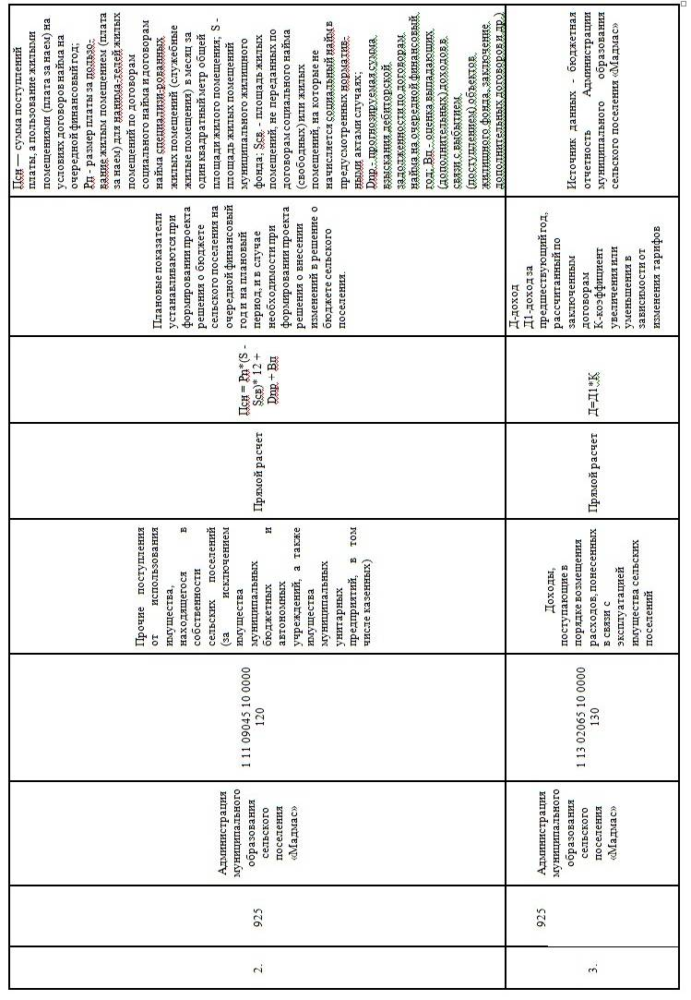 2.
925
Администрация
муниципального
образования
сельского
поселения
«Мадмас»
1 11 09045 10 0000
120
Прочие поступления
от использования
имущества,
находящегося в
собственности
сельских поселений
(за исключением
имущества
муниципальных
бюджетных и
автономных
учреждений, а также
имущества
муниципальных
унитарных
предприятий, в том
числе казенных)
Прямой расчет
Псн = Рп*(S -
Sсв)* 12 +
Dпр + Вп
Плановые показатели
устанавливаются при
формировании проекта
решения о бюджете
сельского поселения на
очередной финансовый
год и на плановый
период, и в случае
необходимости при
формировании проекта
решения о внесении
изменений в решение о
бюджете сельского
поселения.
Псн — сумма поступлений
платы, а пользование жилыми
помещениями (плата за наем) на
условиях договоров найма на
очередной финансовый год;
Рп - размер платы за пользо-
вание жилым помещением (плата
за наем) для нанима-телей жилых
помещений по договорам
социального найма и договорам
найма специализи-рованных
жилых помещений (служебные
жилые помещения) в месяц за
один квадратный метр общей
площади жилого помещения; S -
площадь жилых помещений
муниципального жилищного
фонда; Sсв. - площадь жилых
помещений, не переданных по
договорам социального найма
(свободных) или жилых
помещений, на которые не
начисляется социальный найм в
предусмотренных норматив-
ными актами случаях;
Dпр - прогнозируемая сумма
взыскания дебиторской
задолженности по договорам
найма на очередной финансовый
год; Вп - оценка выпадающих
(дополнительных) доходов в
связи с выбытием
(поступлением) объектов
жилищного фонда, заключение
дополнительных договоров и др.)
3.
925
Администрация
муниципального
образования
сельского
поселения
«Мадмас»
1 13 02065 10 0000
130
Доходы,
поступающие в
порядке возмещения
расходов, понесенных
в связи с
эксплуатацией
имущества сельских
поселений
Прямой расчет
Д=Д1*К
Д-доход
Д1-доход за
предшествующий год,
рассчитанный по
заключенным
договорам
К-коэффициент
увеличения или
уменьшения в
зависимости от
изменения тарифов
Источник данных - бюджетная
отчетность Администрации
муниципального образования
сельского поселения «Мадмас»